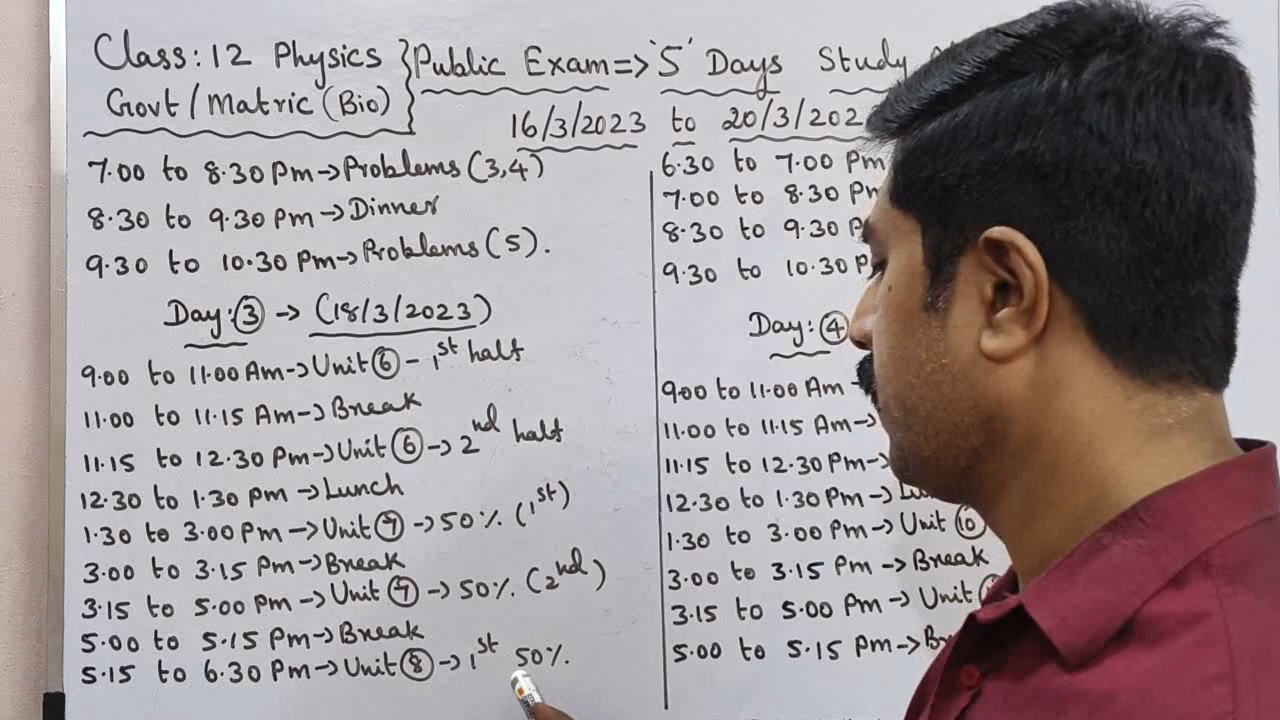 Class: 12 Physics } Public Exam => '5' Days Study
Govt / Matric (Bio)
16/3/2023 to 20/3/202
7.00 to 8.30 Pm → Problems (3,4)
8.30 to 9.30 Pm → Dinner
9.30 to 10.30 Pm → Problems (5).
Day: ③ → (18/3/2023)
9.00 to 11.00 Am → Unit ⑥ - 1st half
11.00 to 11.15 Am → Break
11.15 to 12.30 Pm → Unit ⑥ → 2nd half
12.30 to 1.30 Pm → Lunch
1.30 to 3.00 Pm → Unit ⑦ → 50% (1st)
3.00 to 3.15 Pm → Break
3.15 to 5.00 Pm → Unit ⑦ → 50% (2nd)
5.00 to 5.15 Pm → Break
5.15 to 6.30 Pm → Unit ⑧ → 1st 50%.
6.30 to 7.00 Pm
7.00 to 8.30 Pm
8.30 to 9.30 P
9.30 to 10.30 P
Day: ④
9.00 to 11.00 Am →
11.00 to 11.15 Am →
11.15 to 12.30 Pm →
12.30 to 1.30 Pm → Lun
1.30 to 3.00 Pm → Unit ⑩
3.00 to 3.15 Pm → Break
3.15 to 5.00 Pm → Unit
5.00 to 5.15 Pm → Br